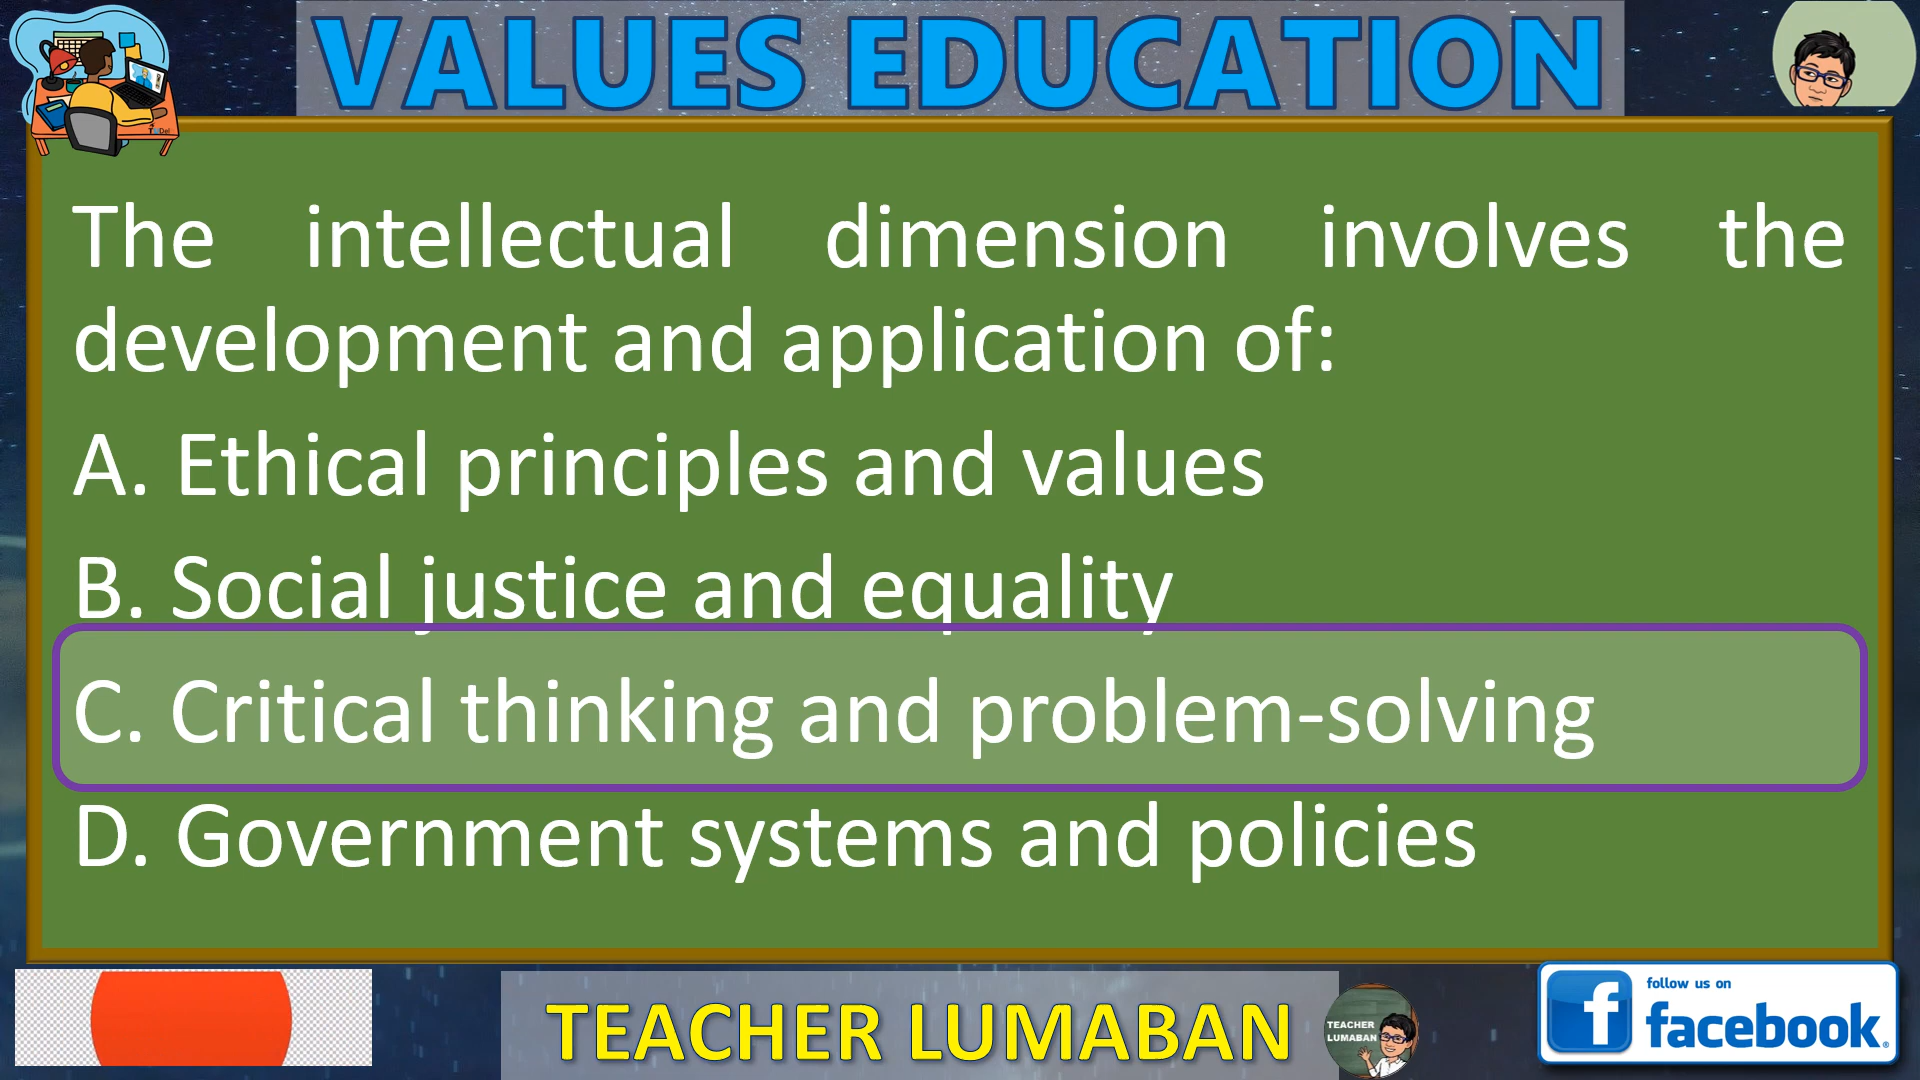 VALUES EDUCATION
The intellectual dimension involves the
development and application of:
A. Ethical principles and values
B. Social justice and equality
C. Critical thinking and problem-solving
D. Government systems and policies
TEACHER LUMABAN
TEACHER
LUMABAN
follow us on
facebook